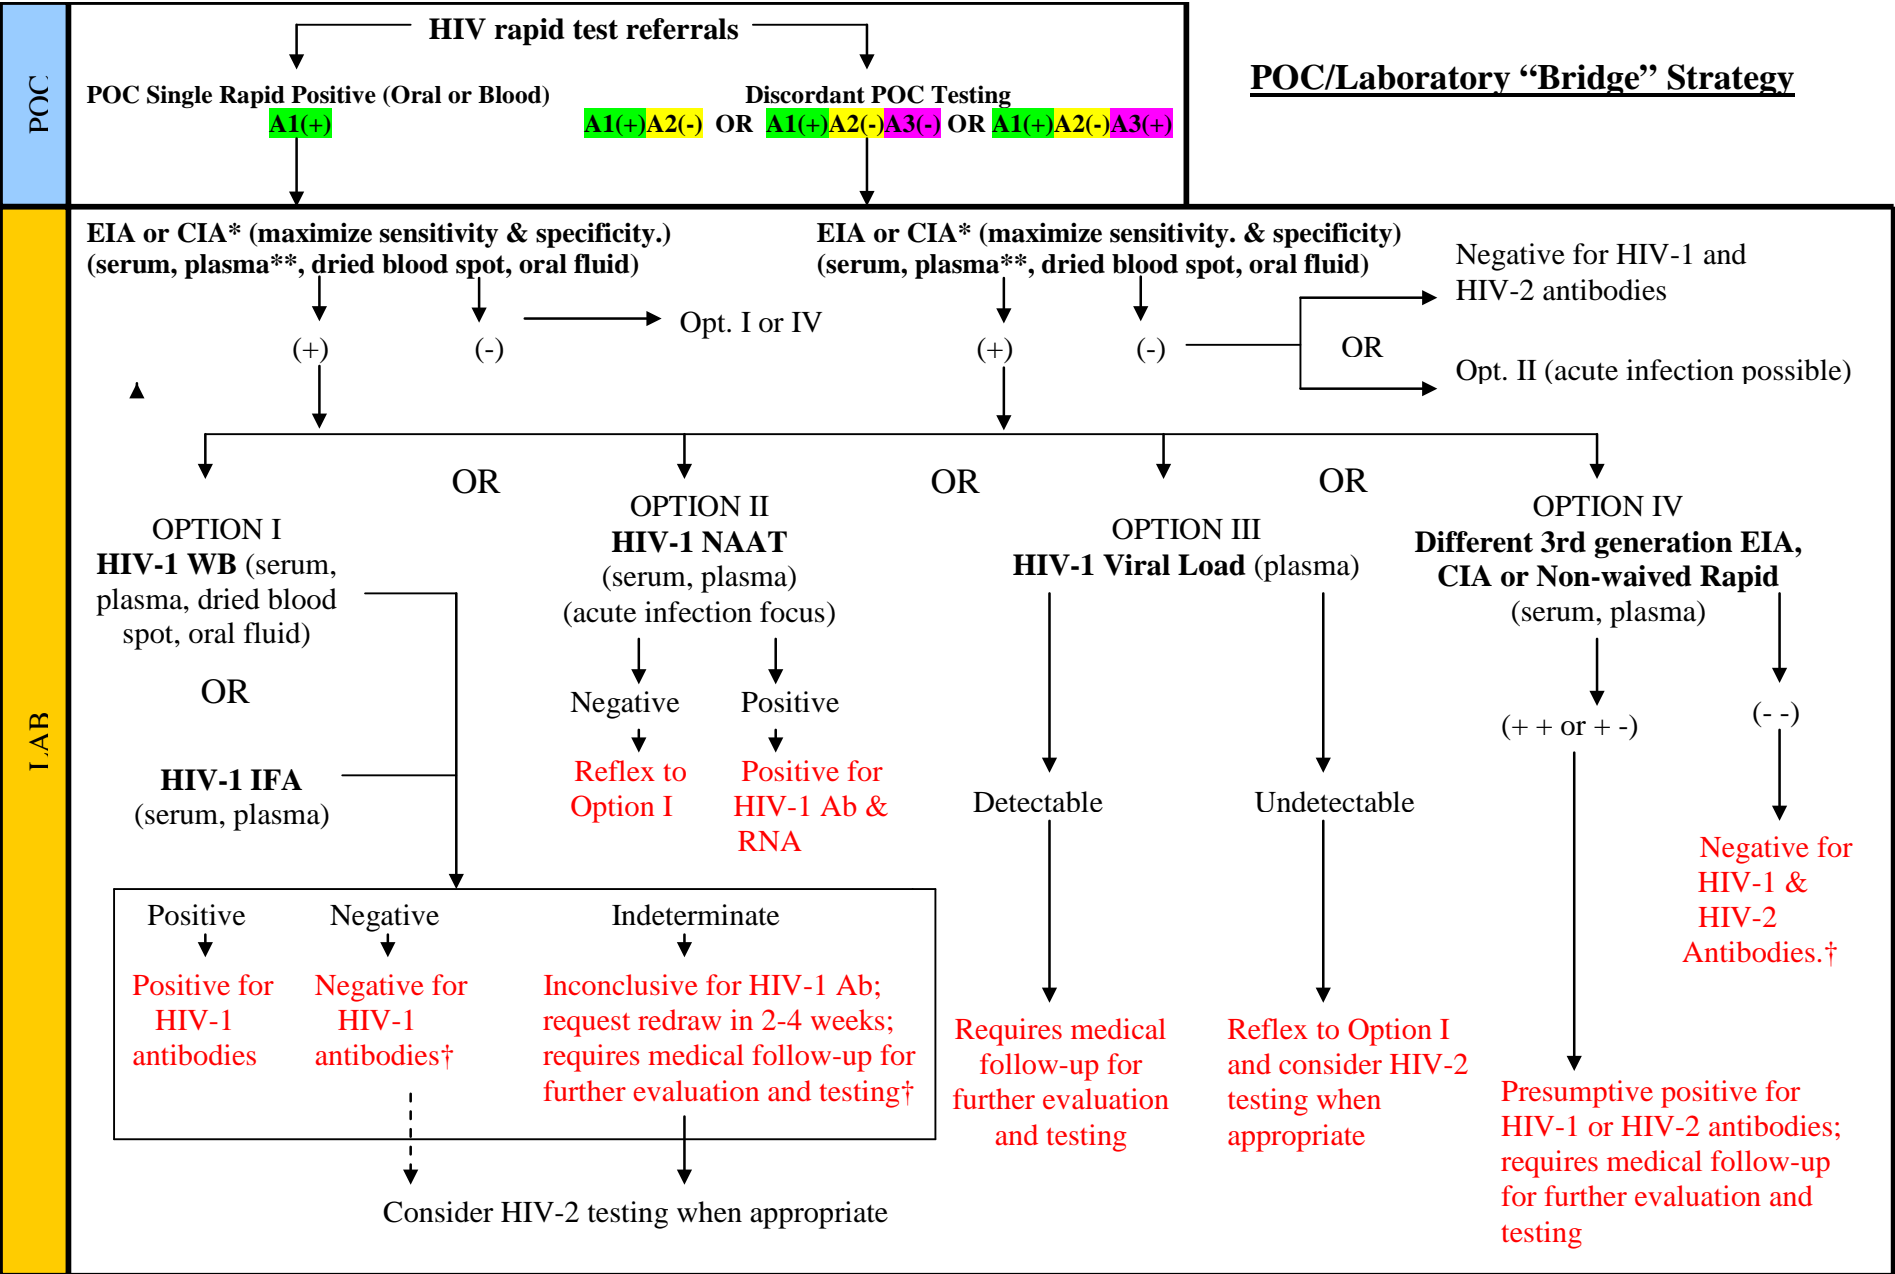 HIV rapid test referrals
POC/Laboratory “Bridge” Strategy
POC
POC Single Rapid Positive (Oral or Blood)
A1(+)
Discordant POC Testing
A1(+)A2(-) OR A1(+)A2(-)A3(-) OR A1(+)A2(-)A3(+)
LAB
EIA or CIA* (maximize sensitivity & specificity.)
(serum, plasma**, dried blood spot, oral fluid)
(+)
(-)
Opt. I or IV
EIA or CIA* (maximize sensitivity. & specificity)
(serum, plasma**, dried blood spot, oral fluid)
(+)
(-)
Negative for HIV-1 and
HIV-2 antibodies
OR
Opt. II (acute infection possible)
OR
OR
OR
OPTION I
HIV-1 WB (serum,
plasma, dried blood
spot, oral fluid)
OR
HIV-1 IFA
(serum, plasma)
OPTION II
HIV-1 NAAT
(serum, plasma)
(acute infection focus)
Negative
Positive
Reflex to
Option I
Positive for
HIV-1 Ab &
RNA
OPTION III
HIV-1 Viral Load (plasma)
Detectable
Undetectable
Requires medical
follow-up for
further evaluation
and testing
Reflex to Option I
and consider HIV-2
testing when
appropriate
OPTION IV
Different 3rd generation EIA,
CIA or Non-waived Rapid
(serum, plasma)
(+ + or + -)
(- -)
Negative for
HIV-1 &
HIV-2
Antibodies.†
Presumptive positive for
HIV-1 or HIV-2 antibodies;
requires medical follow-up
for further evaluation and
testing
Positive
Negative
Indeterminate
Positive for
HIV-1
antibodies
Negative for
HIV-1
antibodies†
Inconclusive for HIV-1 Ab;
request redraw in 2-4 weeks;
requires medical follow-up for
further evaluation and testing†
Consider HIV-2 testing when appropriate